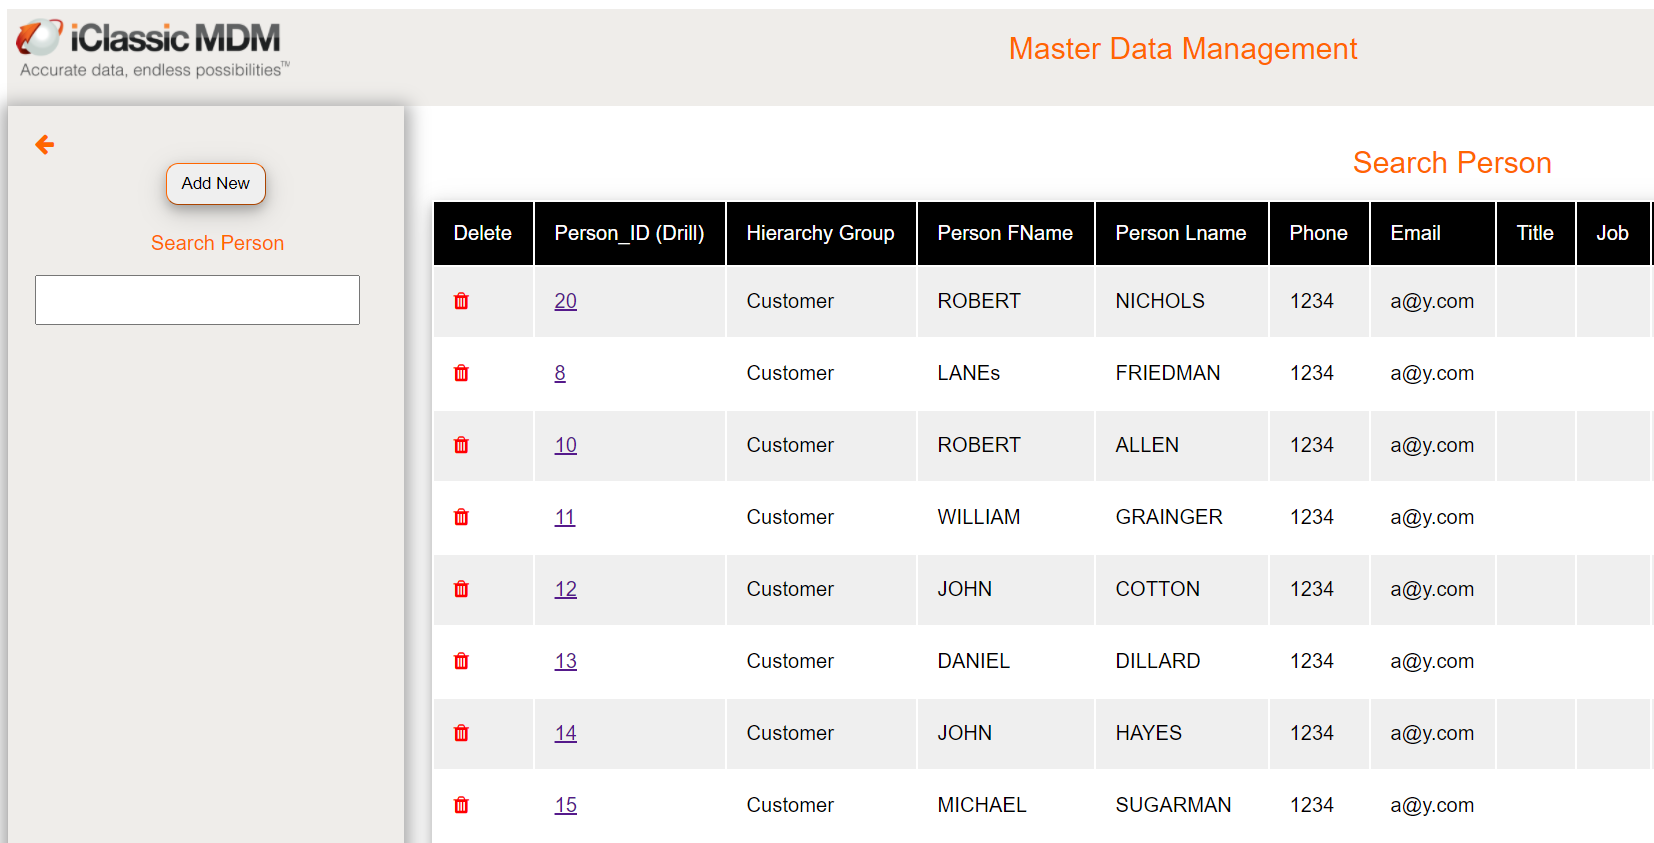 iClassic MDM
Accurate data, endless possibilities™
Master Data Management
Add New
Search Person
Search Person
Delete Person_ID (Drill) Hierarchy Group Person FName Person Lname Phone Email Title Job
20 Customer ROBERT NICHOLS 1234 a@y.com
8 Customer LANEs FRIEDMAN 1234 a@y.com
10 Customer ROBERT ALLEN 1234 a@y.com
11 Customer WILLIAM GRAINGER 1234 a@y.com
12 Customer JOHN COTTON 1234 a@y.com
13 Customer DANIEL DILLARD 1234 a@y.com
14 Customer JOHN HAYES 1234 a@y.com
15 Customer MICHAEL SUGARMAN 1234 a@y.com